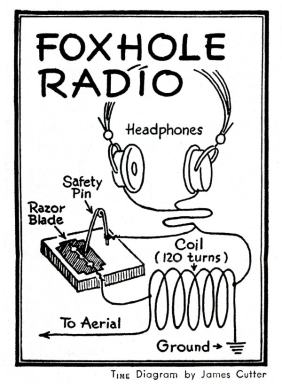 FOXHOLE
RADIO
Headphones
Safety
Pin
Razor
Blade
Coil
(120 turns)
To Aerial
Ground
TIME Diagram by James Cutter